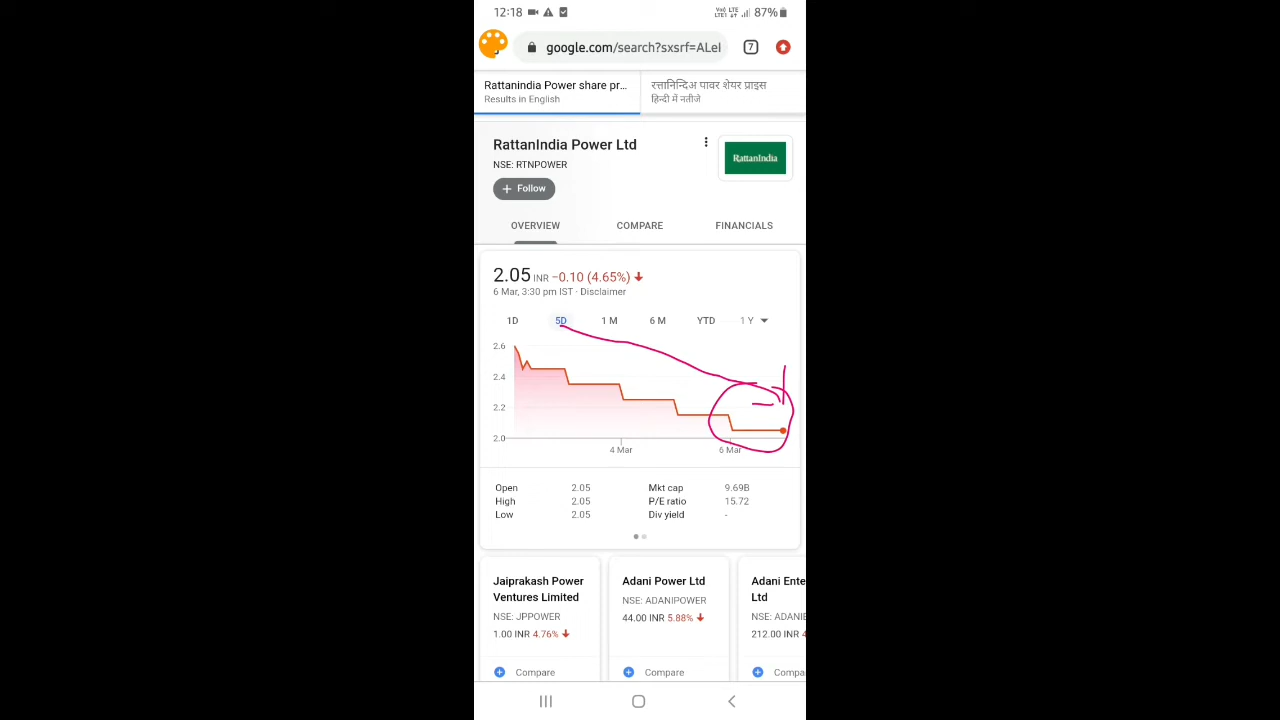 12:18 87%
google.com/search?sxsrf=ALeI 7
Rattanindia Power share pr... रत्तानिन्दिअ पावर शेयर प्राइस
Results in English हिन्दी में नतीजे
RattanIndia Power Ltd
RattanIndia
NSE: RTNPOWER
+ Follow
OVERVIEW COMPARE FINANCIALS
2.05 INR −0.10 (4.65%)
6 Mar, 3:30 pm IST · Disclaimer
1D 5D 1 M 6 M YTD 1 Y
2.6
2.4
2.2
2.0
4 Mar 6 Mar
Open 2.05 Mkt cap 9.69B
High 2.05 P/E ratio 15.72
Low 2.05 Div yield -
Jaiprakash Power Adani Power Ltd Adani Ente
Ventures Limited NSE: ADANIPOWER Ltd
NSE: JPPOWER 44.00 INR 5.88% NSE: ADANIE
1.00 INR 4.76% 212.00 INR 4
Compare Compare Compa